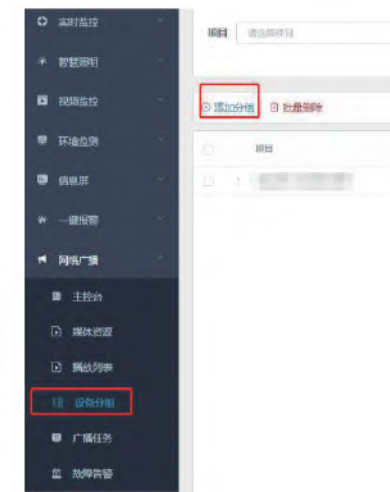 实时监控
智慧照明
视频监控
环境监测
信息屏
一键报警
网络广播
主控台
媒体资源
播放列表
设备分组
广播任务
故障告警
项目 请选择项目
添加分组 批量删除
项目
1